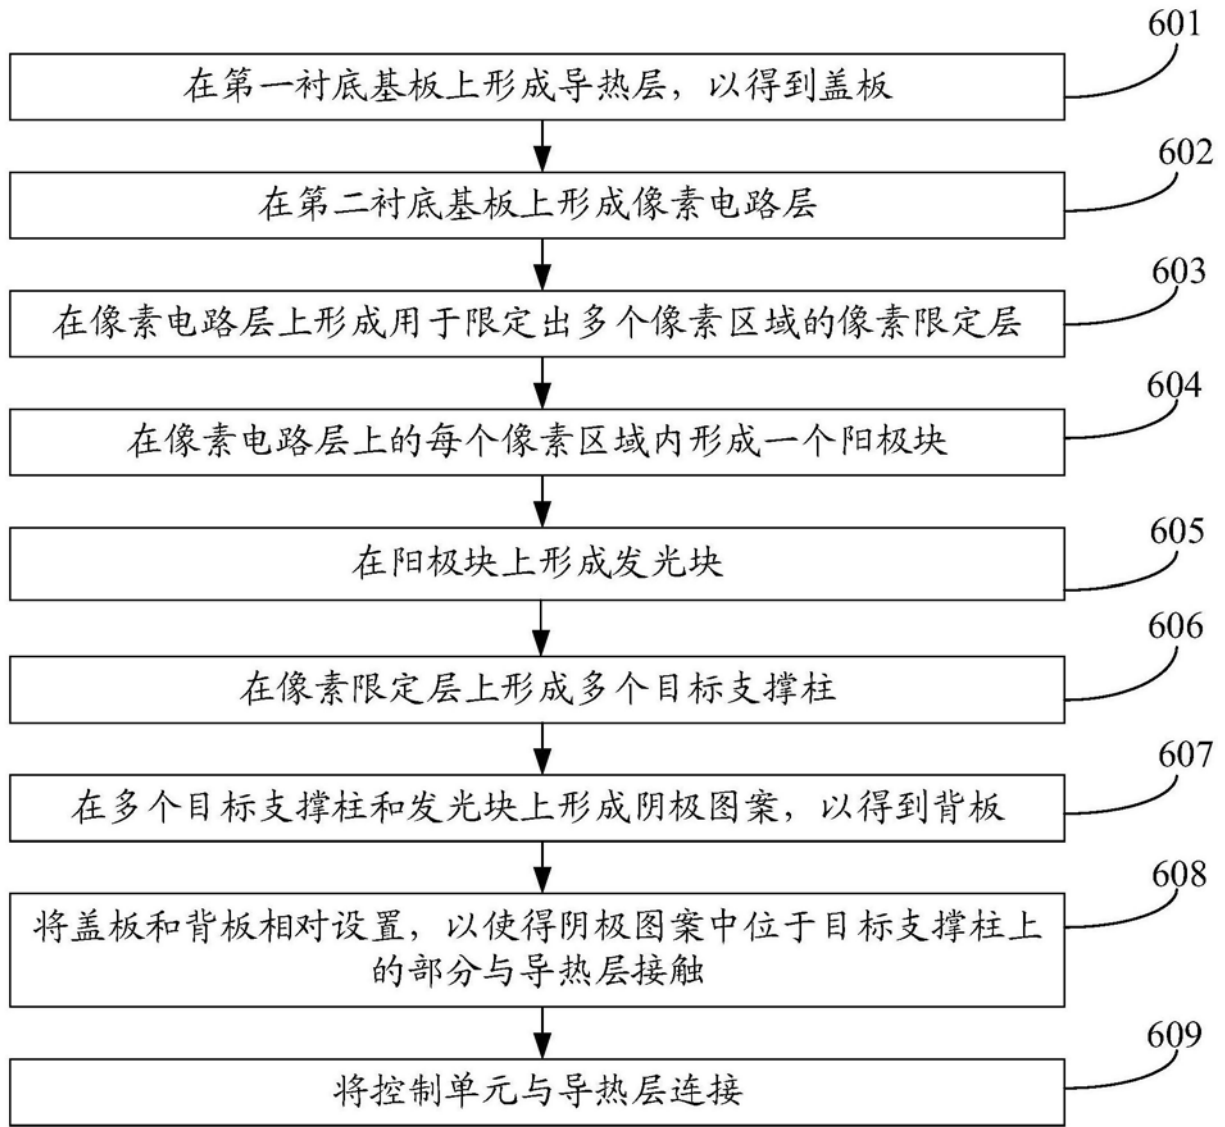 601
在第一衬底基板上形成导热层，以得到盖板
602
在第二衬底基板上形成像素电路层
603
在像素电路层上形成用于限定出多个像素区域的像素限定层
604
在像素电路层上的每个像素区域内形成一个阳极块
605
在阳极块上形成发光块
606
在像素限定层上形成多个目标支撑柱
607
在多个目标支撑柱和发光块上形成阴极图案，以得到背板
608
将盖板和背板相对设置，以使得阴极图案中位于目标支撑柱上
的部分与导热层接触
609
将控制单元与导热层连接